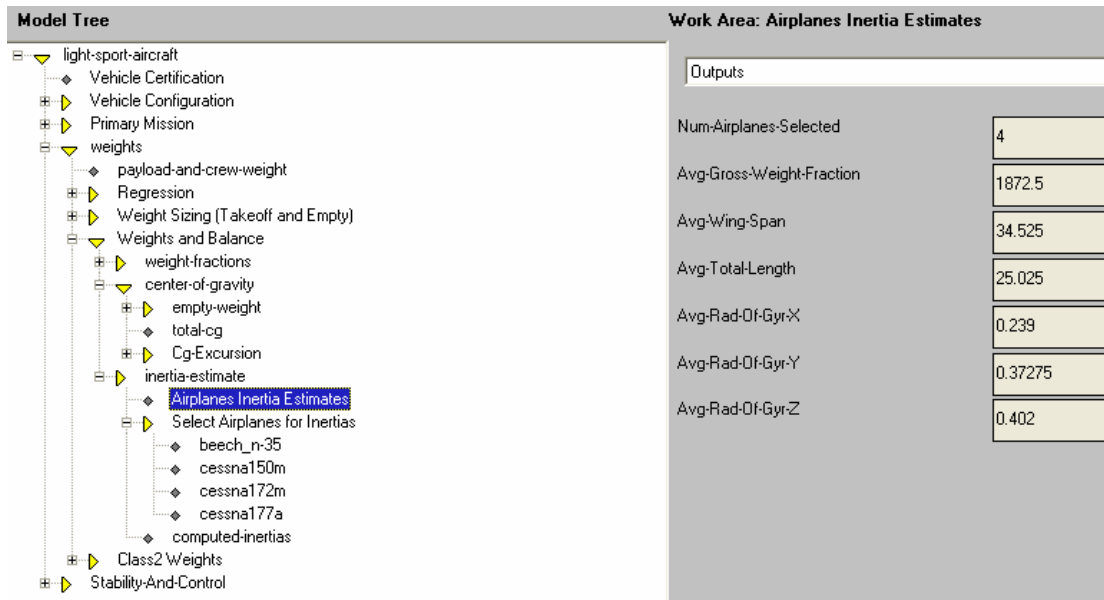 Model Tree
light-sport-aircraft
Vehicle Certification
Vehicle Configuration
Primary Mission
weights
payload-and-crew-weight
Regression
Weight Sizing (Takeoff and Empty)
Weights and Balance
weight-fractions
center-of-gravity
empty-weight
total-cg
Cg-Excursion
inertia-estimate
Airplanes Inertia Estimates
Select Airplanes for Inertias
beech_n-35
cessna150m
cessna172m
cessna177a
computed-inertias
Class2 Weights
Stability-And-Control
Work Area: Airplanes Inertia Estimates
Outputs
Num-Airplanes-Selected 4
Avg-Gross-Weight-Fraction 1872.5
Avg-Wing-Span 34.525
Avg-Total-Length 25.025
Avg-Rad-Of-Gyr-X 0.239
Avg-Rad-Of-Gyr-Y 0.37275
Avg-Rad-Of-Gyr-Z 0.402